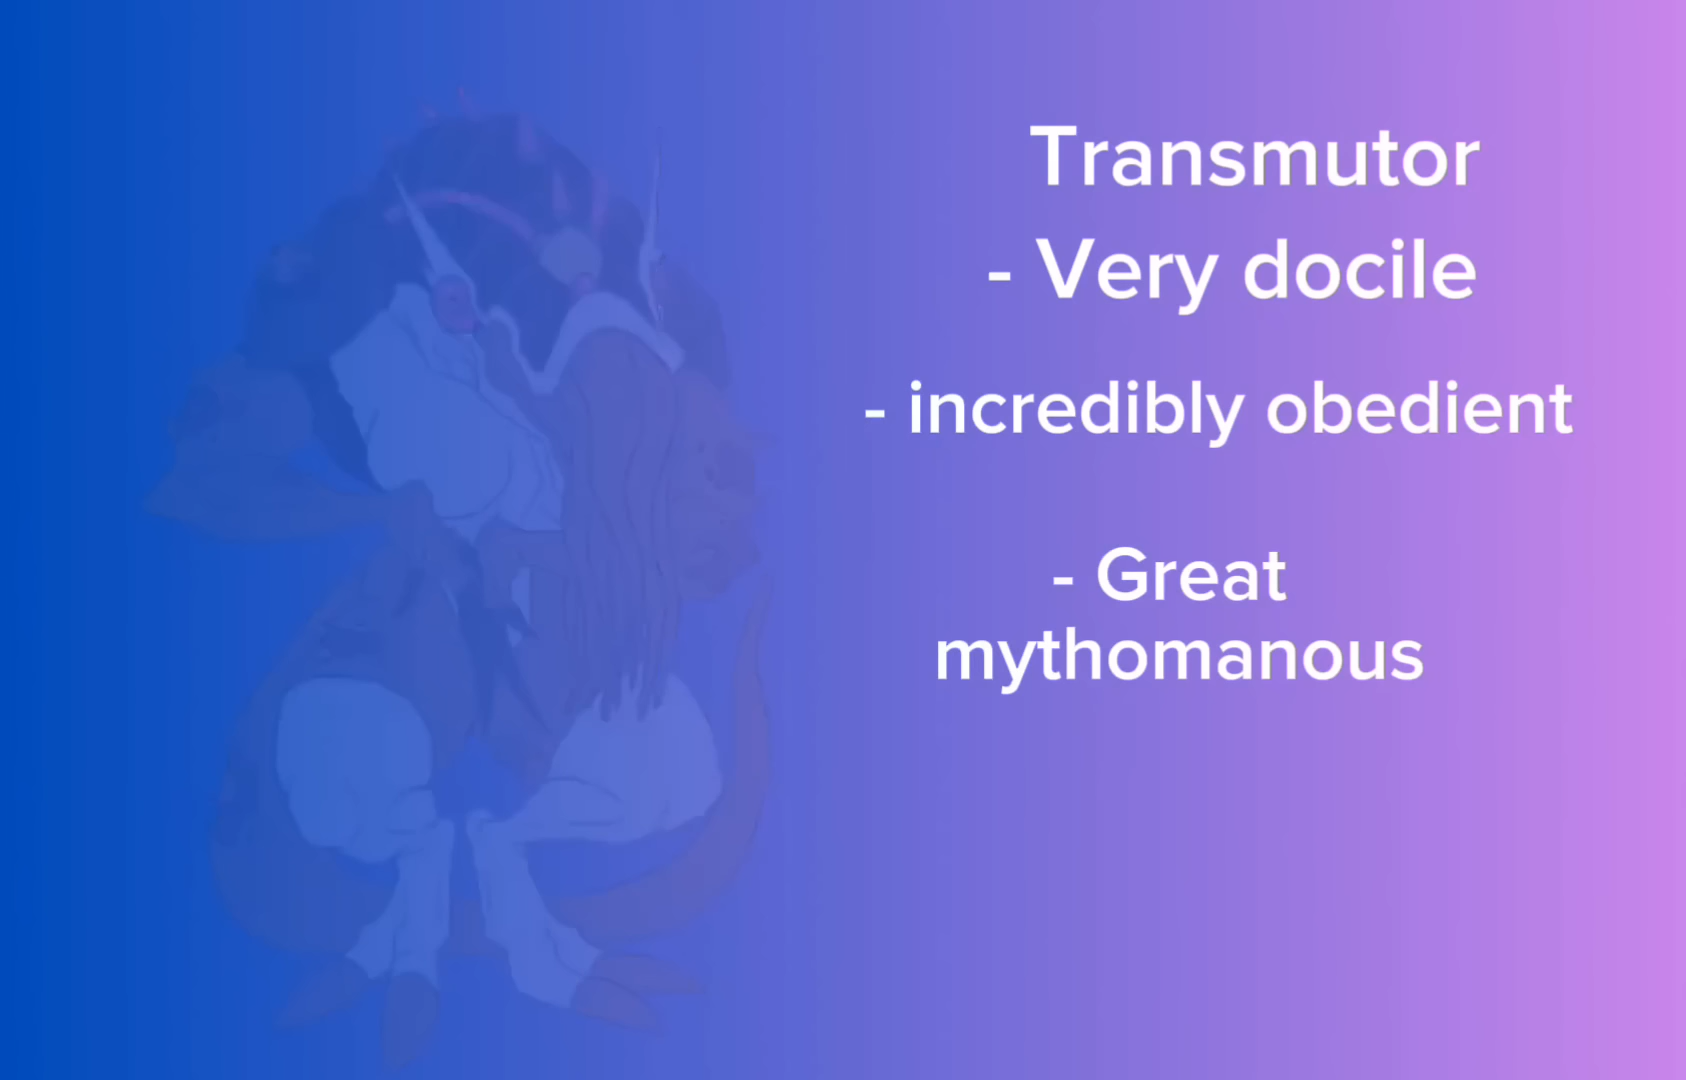 Transmutor
- Very docile
- incredibly obedient
- Great
mythomanous